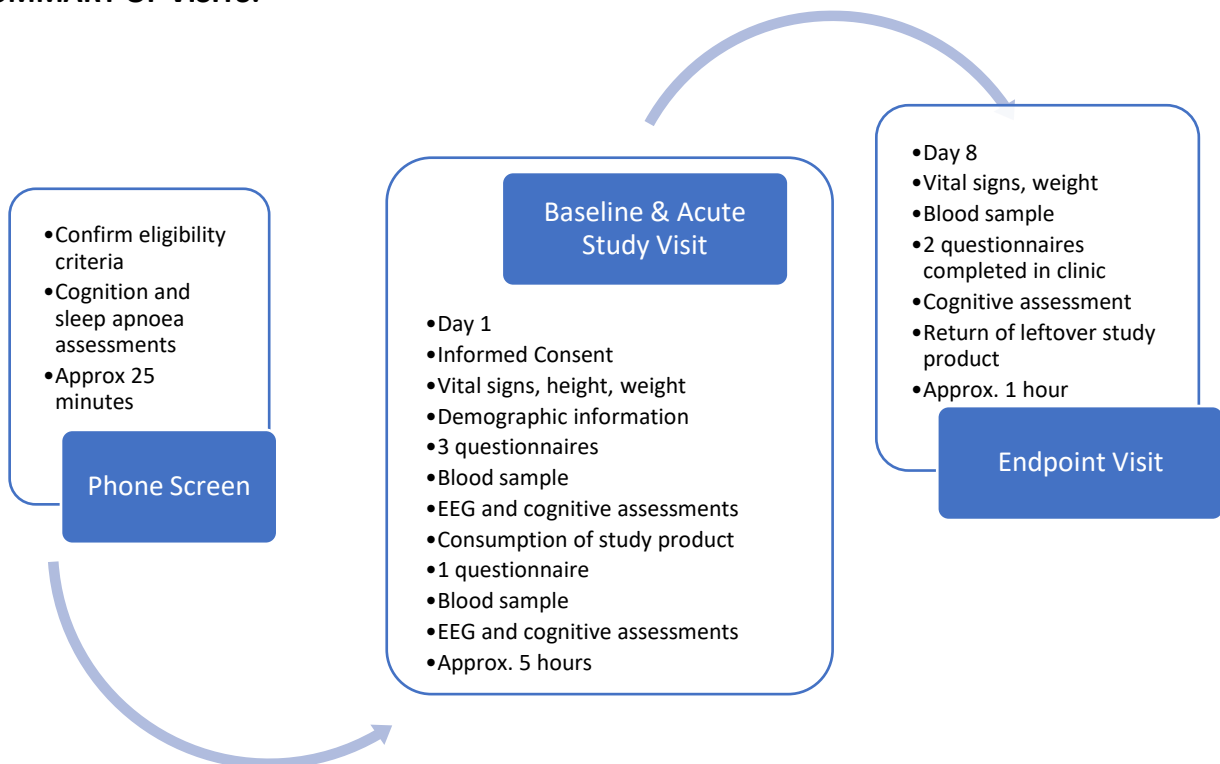 •Confirm eligibility
criteria
•Cognition and
sleep apnoea
assessments
•Approx 25
minutes
Phone Screen
Baseline & Acute
Study Visit
•Day 1
•Informed Consent
•Vital signs, height, weight
•Demographic information
•3 questionnaires
•Blood sample
•EEG and cognitive assessments
•Consumption of study product
•1 questionnaire
•Blood sample
•EEG and cognitive assessments
•Approx. 5 hours
•Day 8
•Vital signs, weight
•Blood sample
•2 questionnaires
completed in clinic
•Cognitive assessment
•Return of leftover study
product
•Approx. 1 hour
Endpoint Visit